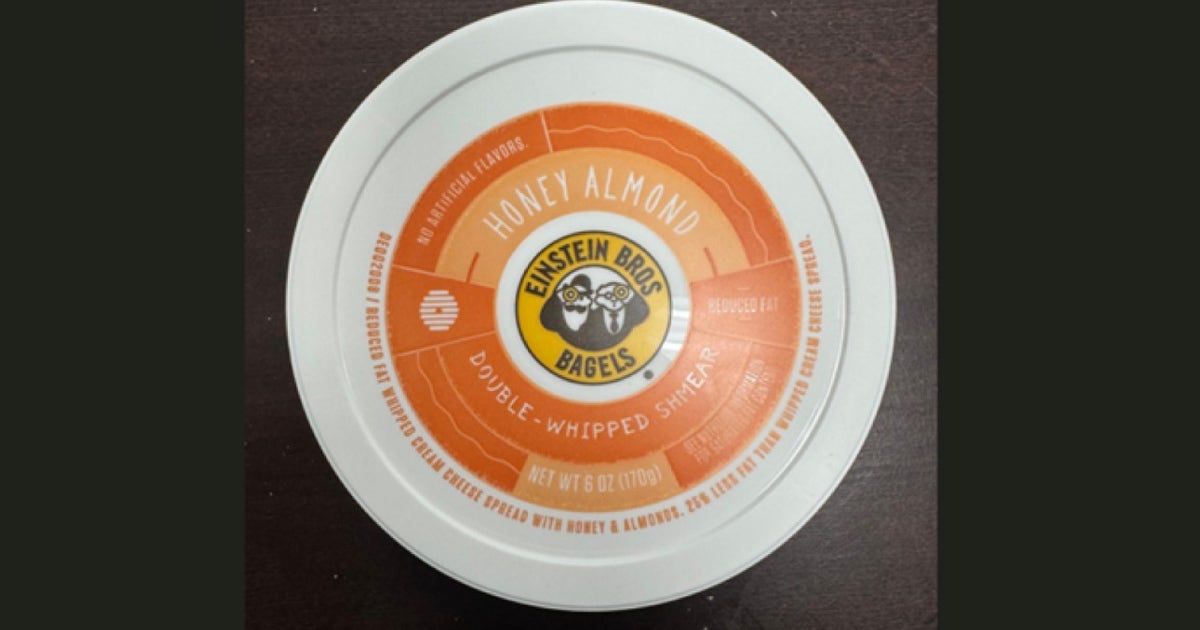 NO ARTIFICIAL FLAVORS.
HONEY ALMOND
EINSTEIN BROS
BAGELS
REDUCED FAT
DOUBLE-WHIPPED SHMEAR
NET WT 6 OZ (170g)
REDUCED FAT WHIPPED CREAM CHEESE SPREAD WITH HONEY & ALMONDS. 25% LESS FAT THAN WHIPPED CREAM CHEESE SPREAD.